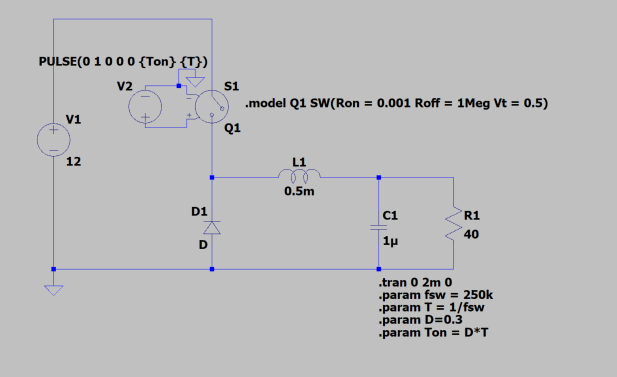 PULSE(0 1 0 0 0 {Ton} {T})
V2
S1
.model Q1 SW(Ron = 0.001 Roff = 1Meg Vt = 0.5)
V1
Q1
12
L1
0.5m
D1
D
C1
1µ
R1
40
.tran 0 2m 0
.param fsw = 250k
.param T = 1/fsw
.param D=0.3
.param Ton = D*T